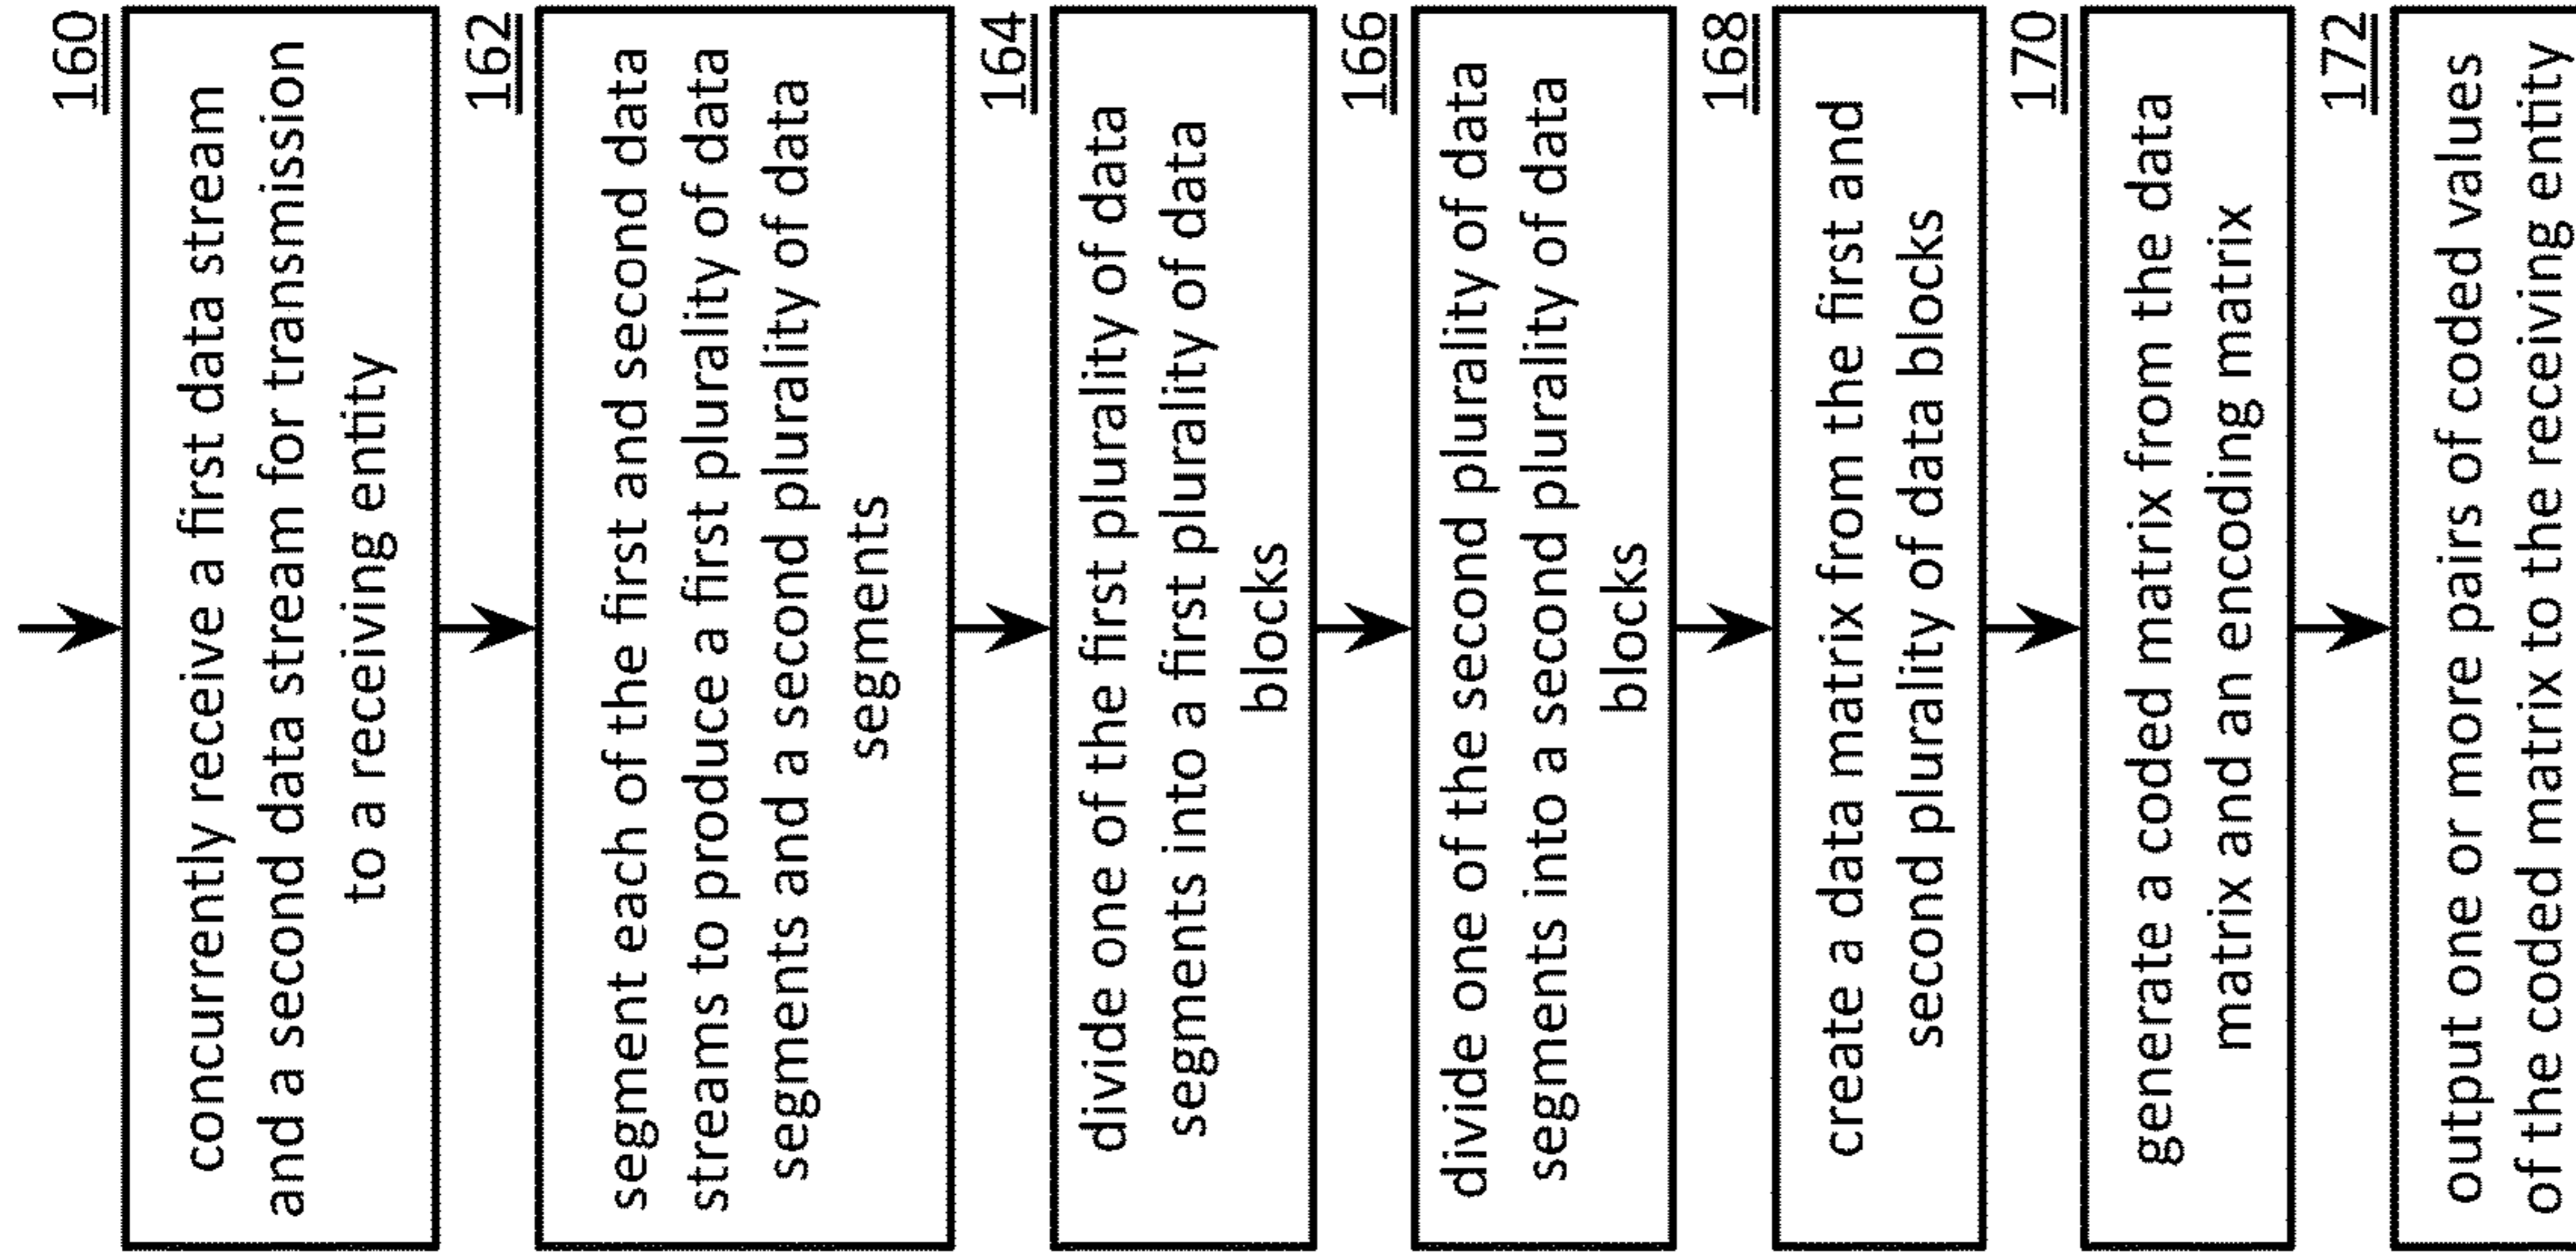 160
concurrently receive a first data stream
and a second data stream for transmission
to a receiving entity
162
segment each of the first and second data
streams to produce a first plurality of data
segments and a second plurality of data
segments
164
divide one of the first plurality of data
segments into a first plurality of data
blocks
166
divide one of the second plurality of data
segments into a second plurality of data
blocks
168
create a data matrix from the first and
second plurality of data blocks
170
generate a coded matrix from the data
matrix and an encoding matrix
172
output one or more pairs of coded values
of the coded matrix to the receiving entity